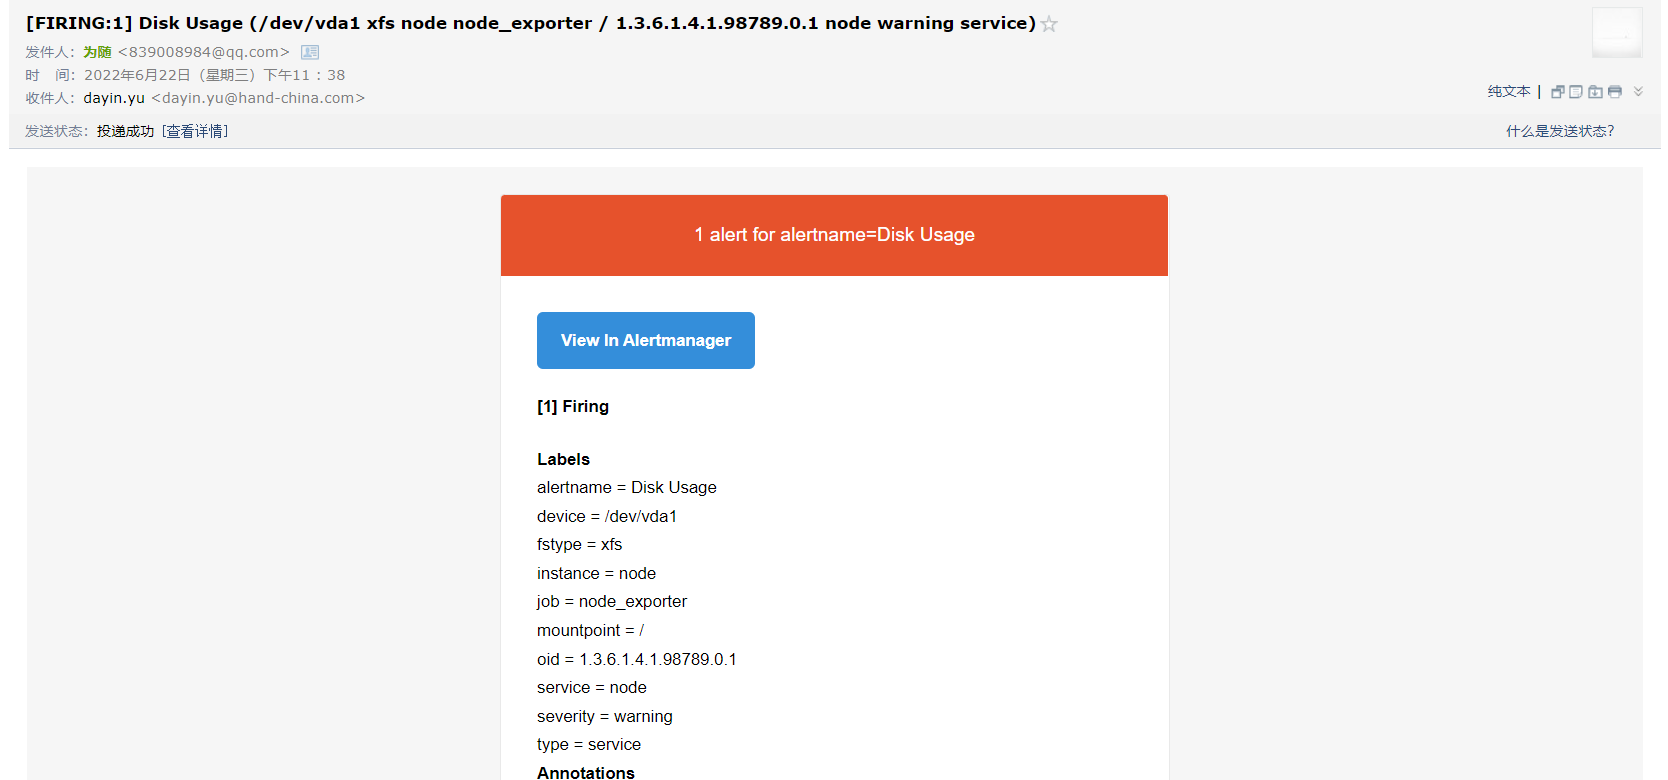 [FIRING:1] Disk Usage (/dev/vda1 xfs node node_exporter / 1.3.6.1.4.1.98789.0.1 node warning service)
发件人：为随 <839008984@qq.com>
时　间：2022年6月22日（星期三）下午11：38
收件人：dayin.yu <dayin.yu@hand-china.com>
纯文本 |
发送状态：投递成功 [查看详情]
什么是发送状态？
1 alert for alertname=Disk Usage
View In Alertmanager
[1] Firing
Labels
alertname = Disk Usage
device = /dev/vda1
fstype = xfs
instance = node
job = node_exporter
mountpoint = /
oid = 1.3.6.1.4.1.98789.0.1
service = node
severity = warning
type = service
Annotations